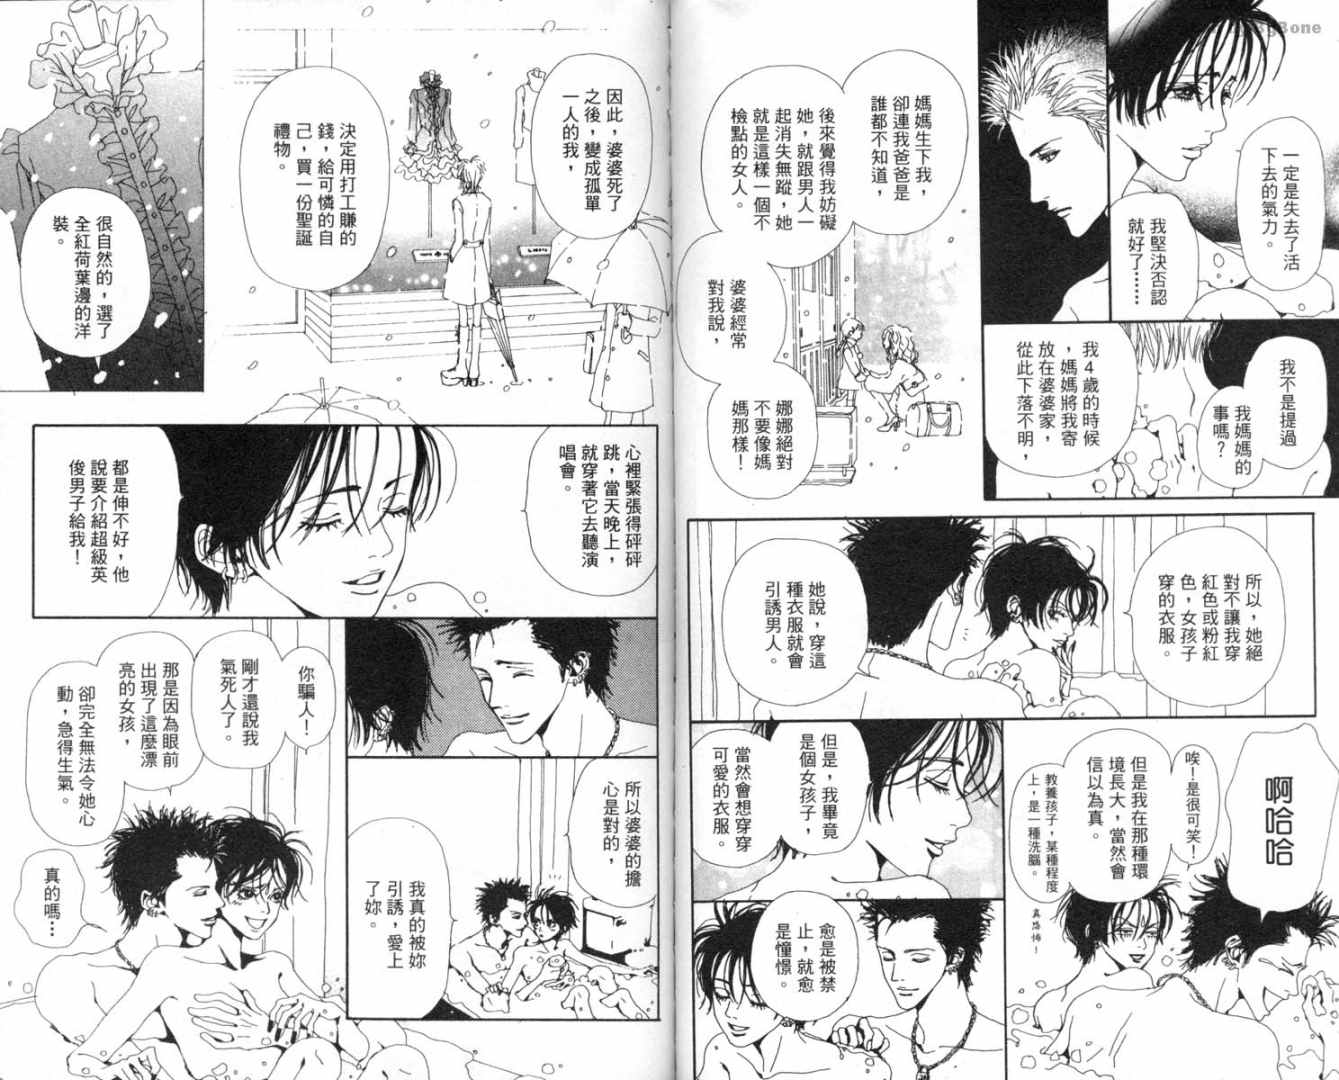 一定是失去了活
下去的氣力。
我堅決否認
就好了……
我不是提過
我媽媽的
事嗎？
我4歲的時候
，媽媽將我寄
放在婆婆家，
從此下落不明，
媽媽生下我，
卻連我爸爸是
誰都不知道，
後來覺得我妨礙
她，就跟男人一
起消失無蹤，她
就是這樣一個不
檢點的女人。
婆婆經常
對我說，
娜娜絕對
不要像媽
媽那樣！
所以，她絕
對不讓我穿
紅色或粉紅
色，女孩子
穿的衣服
她說，穿這
種衣服就會
引誘男人。
啊哈哈
唉！是很可笑！
但是我在那種環
境長大，當然會
信以為真。
教養孩子，某種程度
上，是一種洗腦。
真恐怖！
但是，我畢竟
是個女孩子，
當然會想穿穿
可愛的衣服。
愈是被禁
止，就愈
是憧憬
因此，婆婆死了
之後，變成孤單
一人的我，
決定用打工賺的
錢，給可憐的自
己，買一份聖誕
禮物。
很自然的，選了
全紅荷葉邊的洋
裝。
心裡緊張得砰砰
跳，當天晚上，
就穿著它去聽演
唱會。
都是伸不好，他
說要介紹超級英
俊男子給我！
所以婆婆的擔
心是對的，
我真的被妳
引誘，愛上
了妳。
你騙人！
剛才還說我
氣死人了。
那是因為眼前
出現了這麼漂
亮的女孩，
卻完全無法令她心
動，急得生氣。
真的嗎…